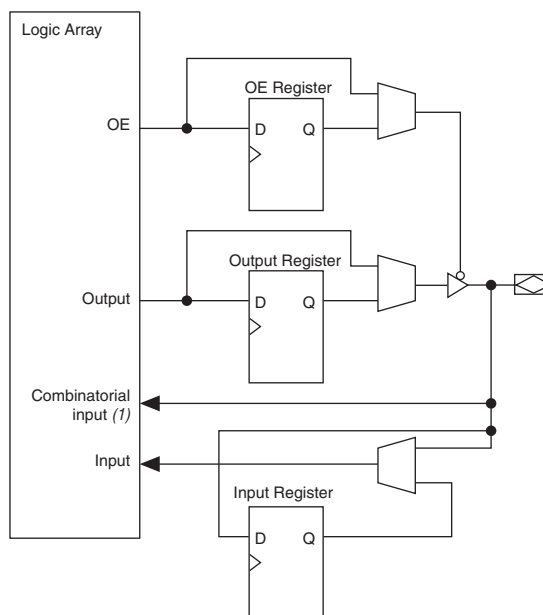 Logic Array
OE Register
OE
D Q
Output Register
Output
D Q
Combinatorial
input (1)
Input
Input Register
D Q